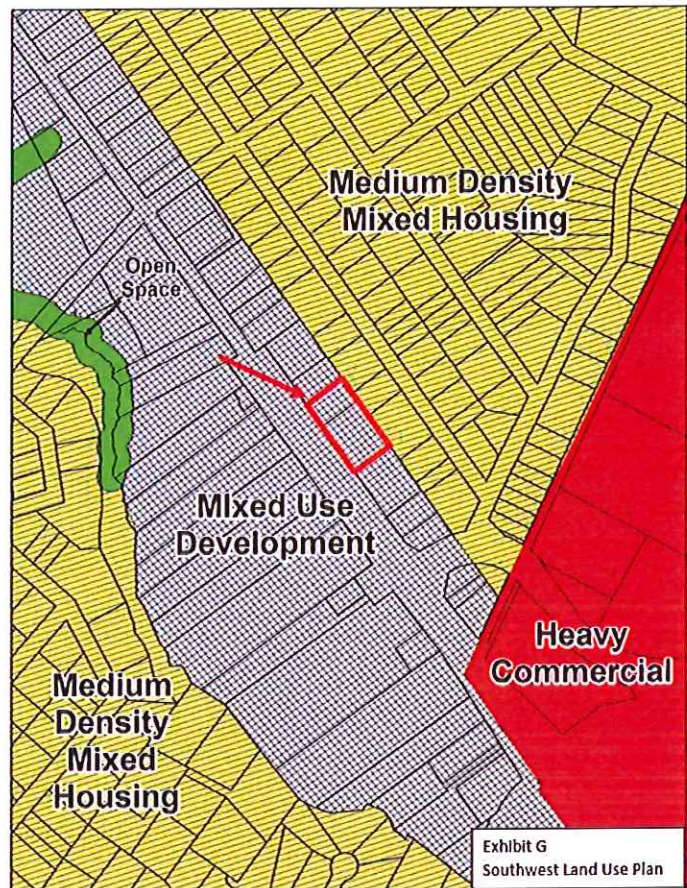 Medium Density
Mixed Housing
Open
Space
Mixed Use
Development
Heavy
Commercial
Medium
Density
Mixed
Housing
Exhibit G
Southwest Land Use Plan